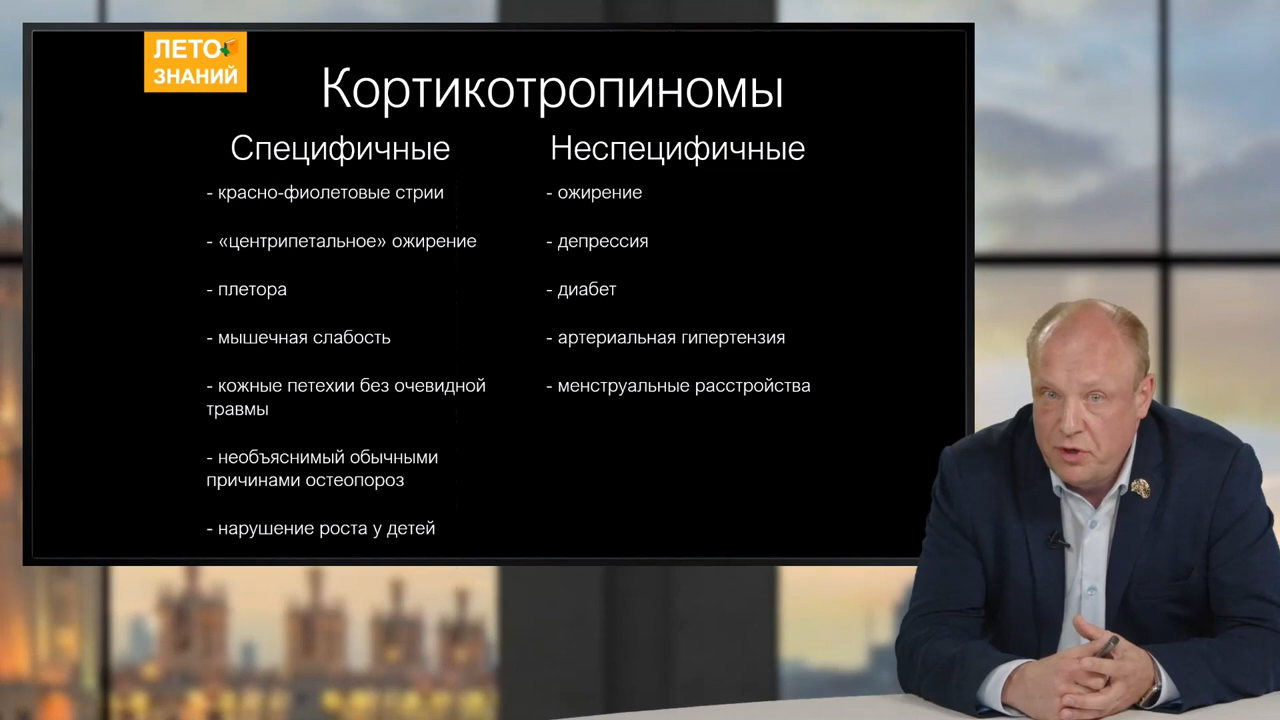 ЛЕТО
ЗНАНИЙ
Кортикотропиномы
Специфичные
- красно-фиолетовые стрии
- «центрипетальное» ожирение
- плетора
- мышечная слабость
- кожные петехии без очевидной
травмы
- необъяснимый обычными
причинами остеопороз
- нарушение роста у детей
Неспецифичные
- ожирение
- депрессия
- диабет
- артериальная гипертензия
- менструальные расстройства